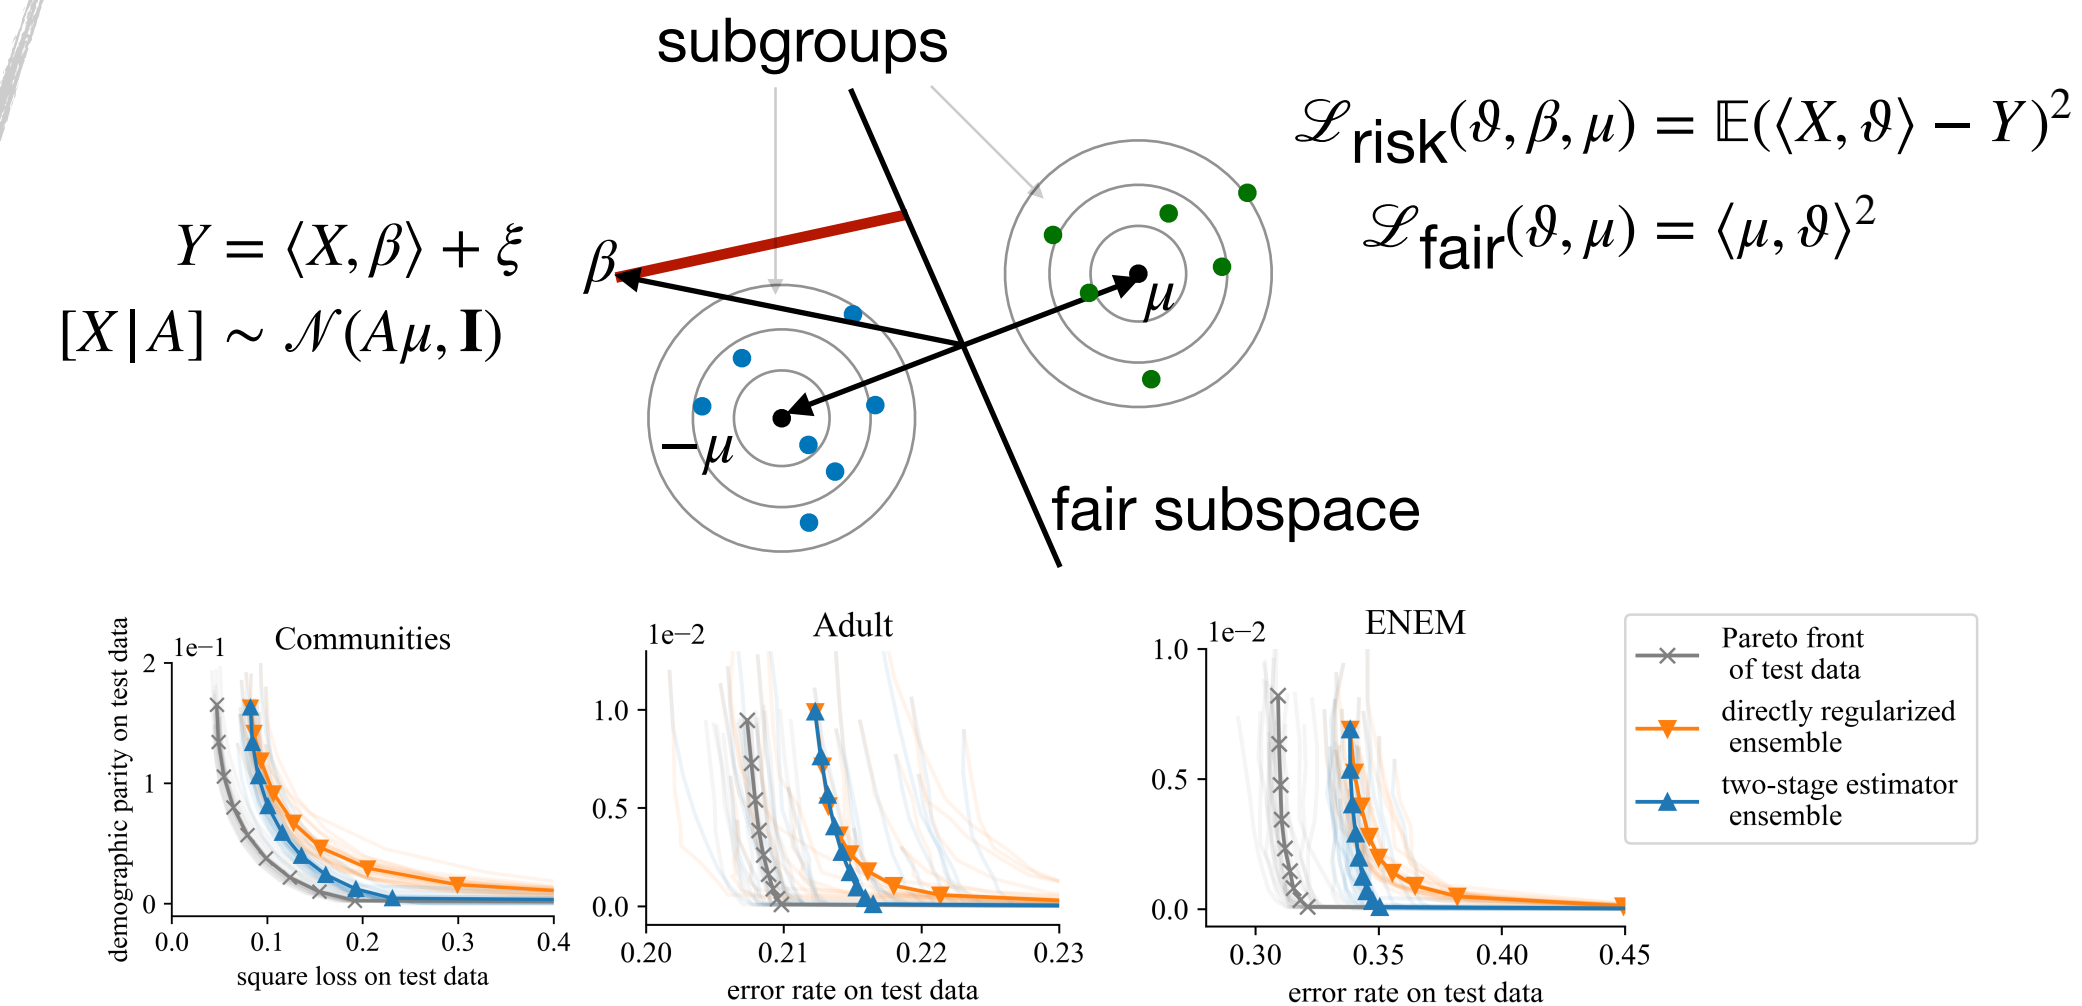 subgroups
ℒ_risk(ϑ, β, μ) = 𝔼(⟨X, ϑ⟩ − Y)²
ℒ_fair(ϑ, μ) = ⟨μ, ϑ⟩²
Y = ⟨X, β⟩ + ξ
[X|A] ∼ 𝒩(Aμ, I)
β
μ
−μ
fair subspace
Communities
1e−1
demographic parity on test data
2
1
0
0.0 0.1 0.2 0.3 0.4
square loss on test data
Adult
1e−2
1.0
0.5
0.0
0.20 0.21 0.22 0.23
error rate on test data
ENEM
1e−2
1.0
0.5
0.0
0.30 0.35 0.40 0.45
error rate on test data
Pareto front
of test data
directly regularized
ensemble
two-stage estimator
ensemble